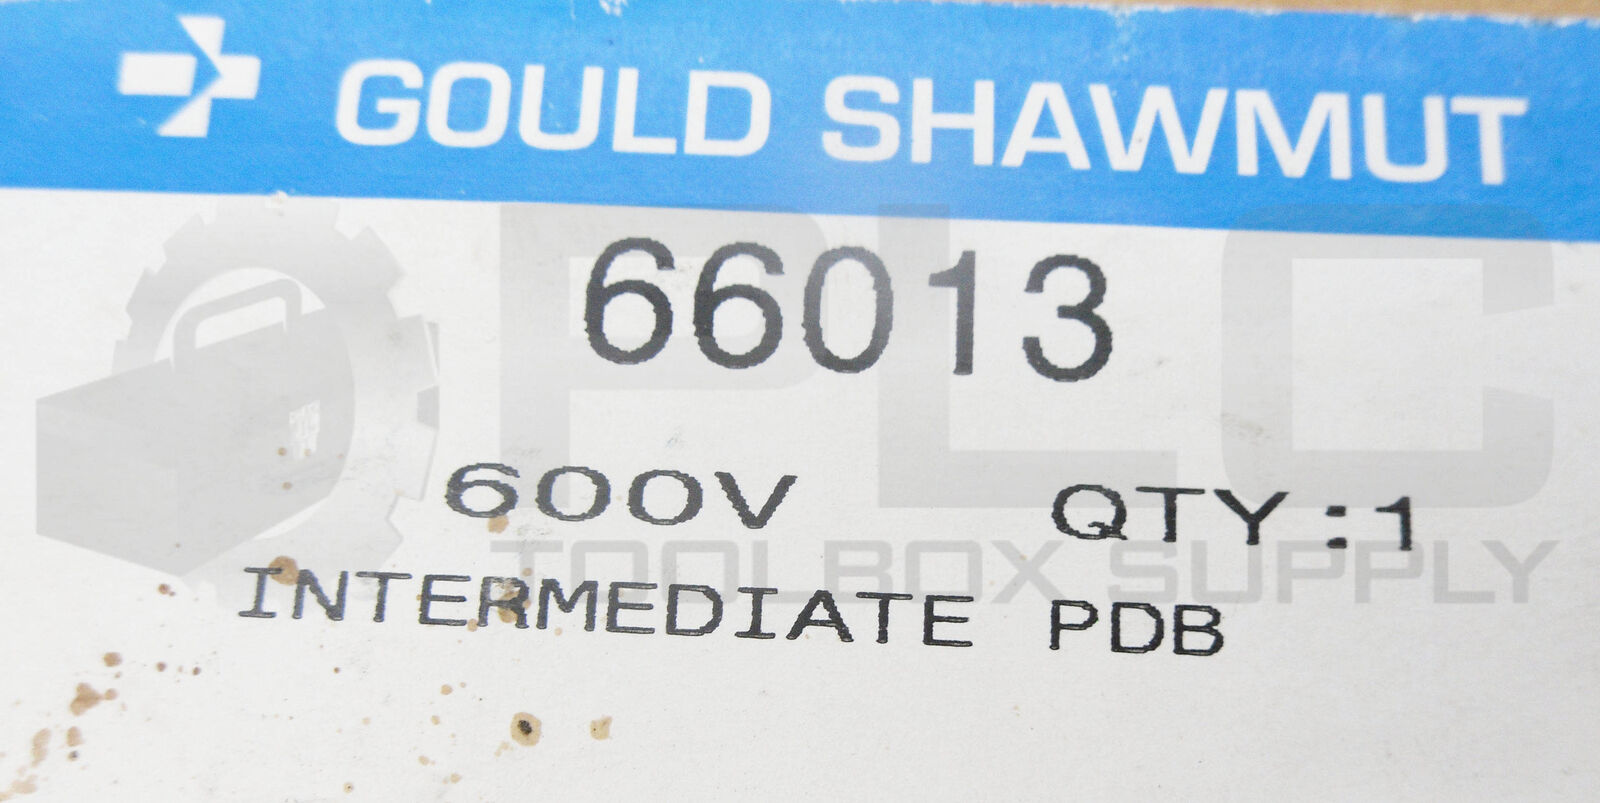 GOULD SHAWMUT
66013
600V QTY:1
INTERMEDIATE PDB
PLC
TOOLBOX SUPPLY